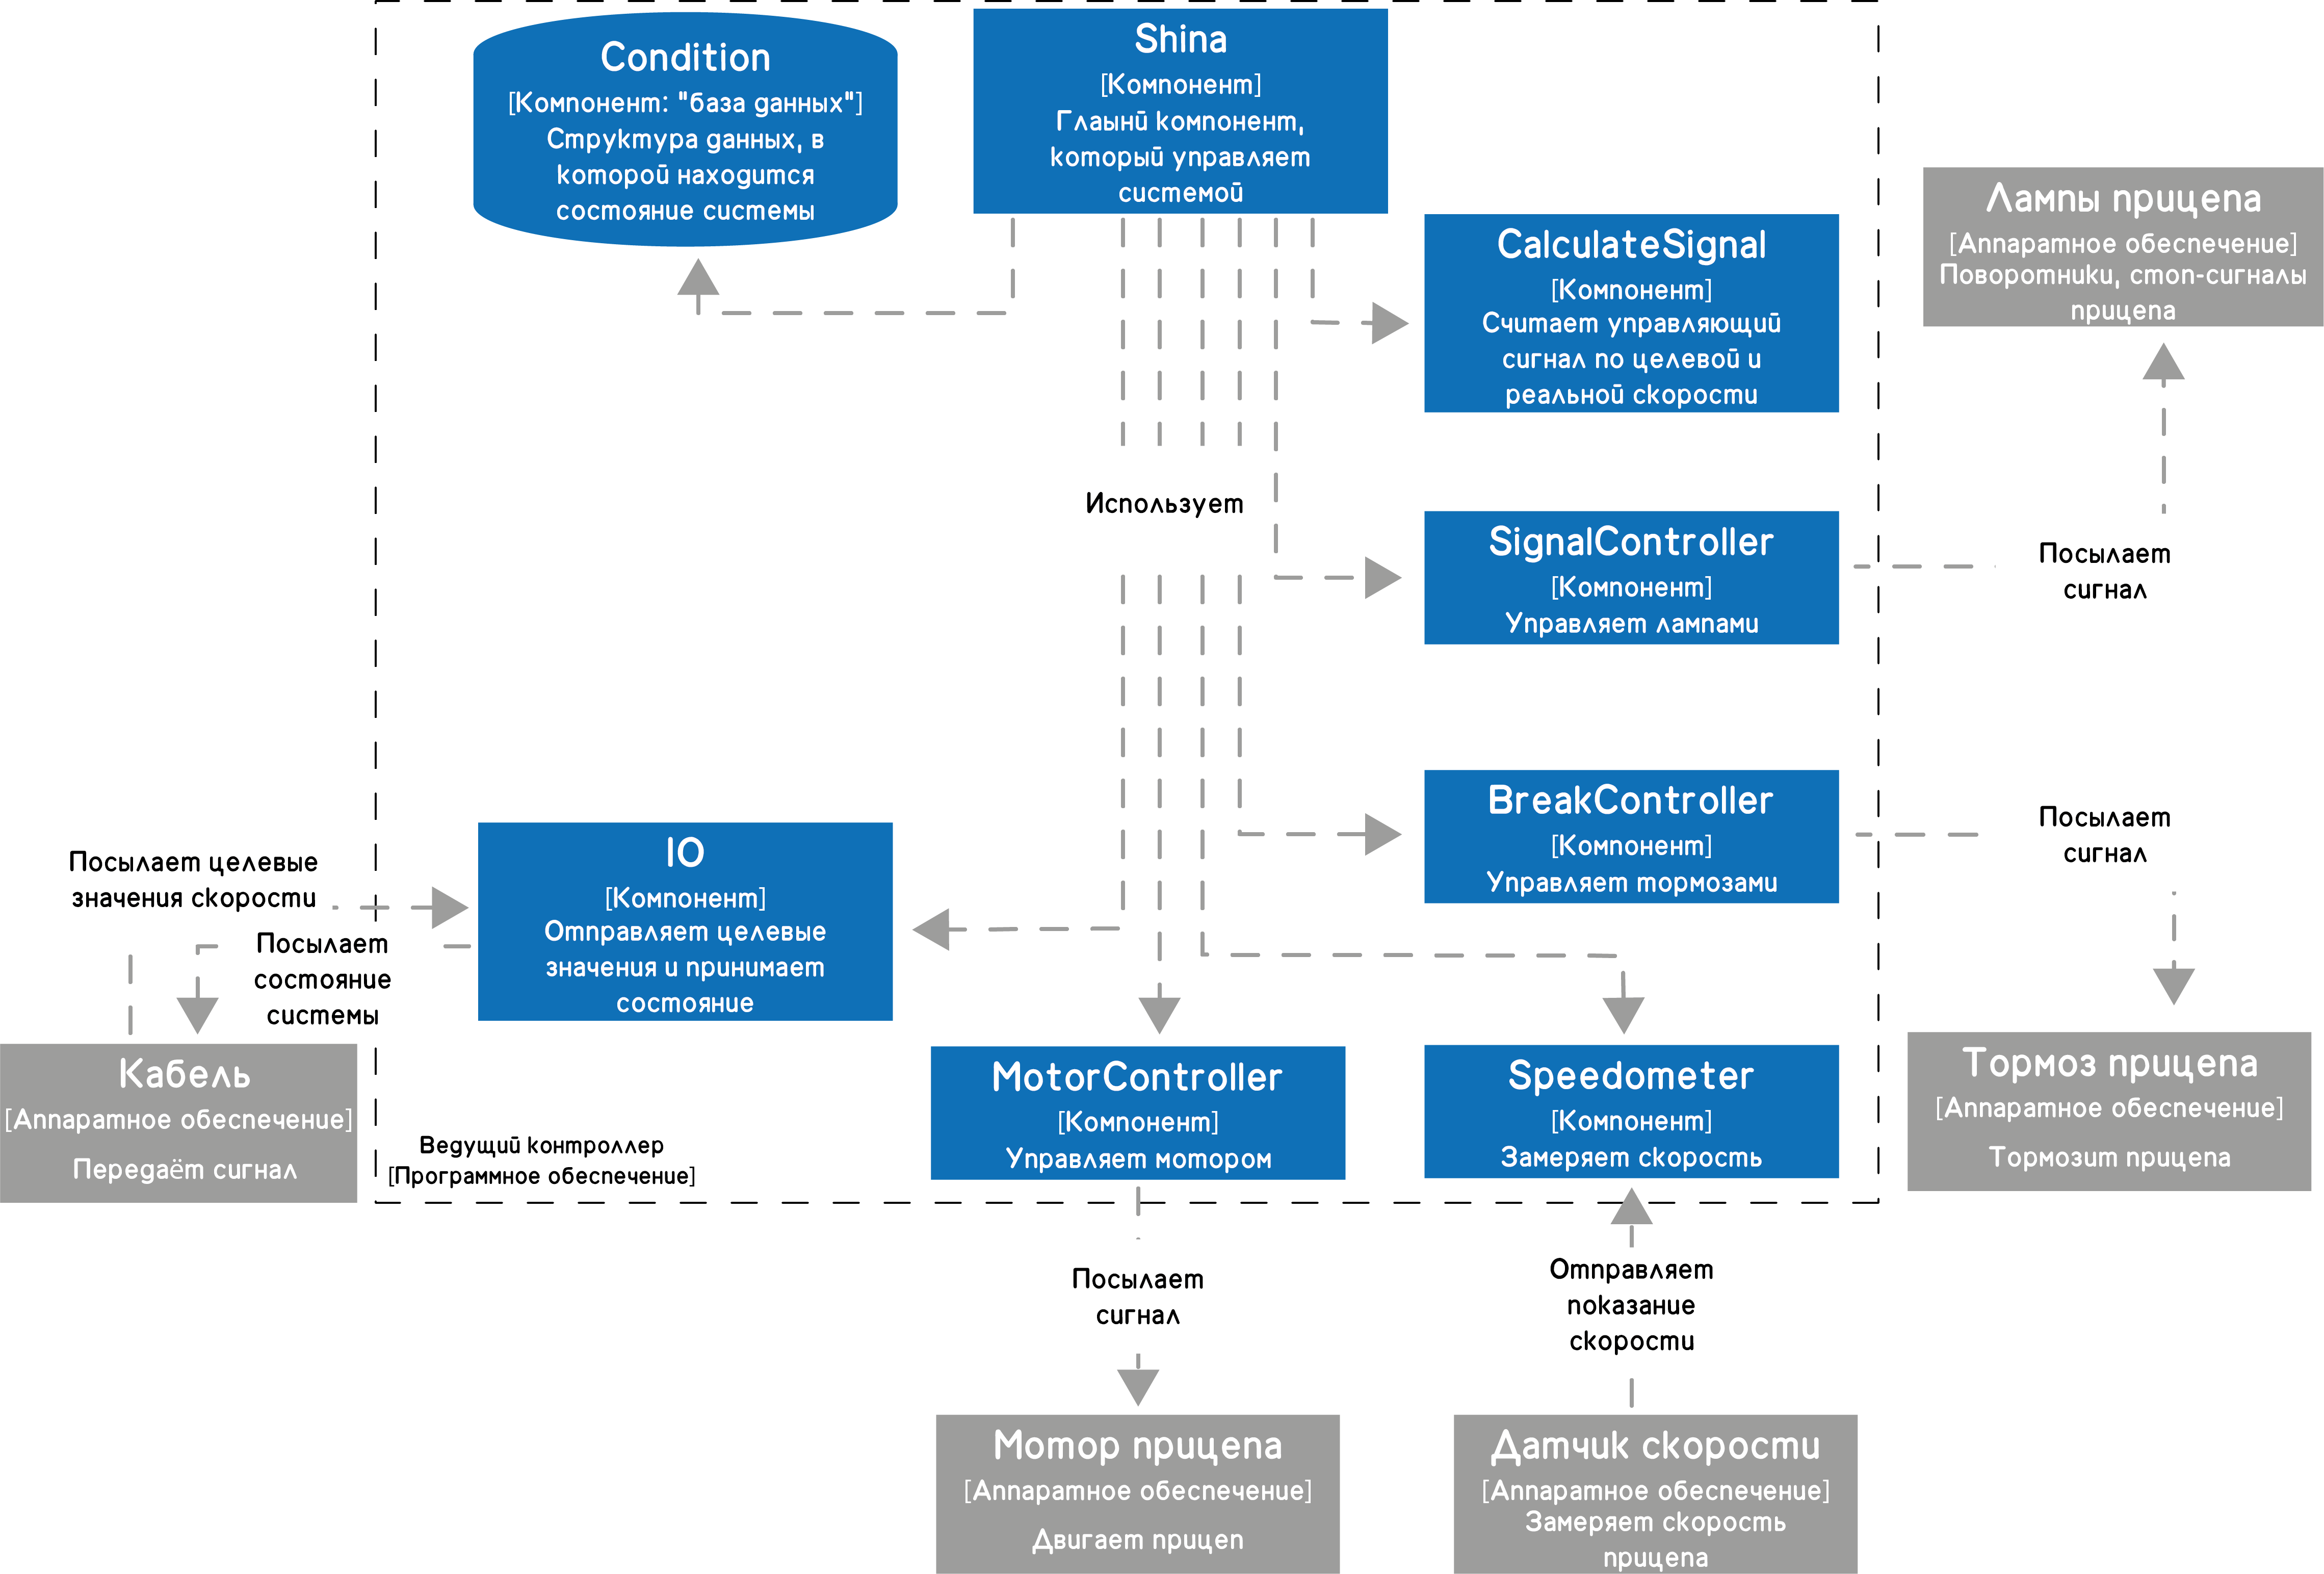 Condition
[Компонент: "база данных"]
Структура данных, в
которой находится
состояние системы
Shina
[Компонент]
Глаынй компонент,
который управляет
системой
CalculateSignal
[Компонент]
Считает управляющий
сигнал по целевой и
реальной скорости
Лампы прицепа
[Аппаратное обеспечение]
Поворотники, стоп-сигналы
прицепа
Использует
SignalController
[Компонент]
Управляет лампами
Посылает
сигнал
BreakController
[Компонент]
Управляет тормозами
Посылает
сигнал
IO
[Компонент]
Отправляет целевые
значения и принимает
состояние
Посылает целевые
значения скорости
Посылает
состояние
системы
Кабель
[Аппаратное обеспечение]
Передаёт сигнал
Ведущий контроллер
[Программное обеспечение]
MotorController
[Компонент]
Управляет мотором
Speedometer
[Компонент]
Замеряет скорость
Тормоз прицепа
[Аппаратное обеспечение]
Тормозит прицепа
Посылает
сигнал
Отправляет
показание
скорости
Мотор прицепа
[Аппаратное обеспечение]
Двигает прицеп
Датчик скорости
[Аппаратное обеспечение]
Замеряет скорость
прицепа